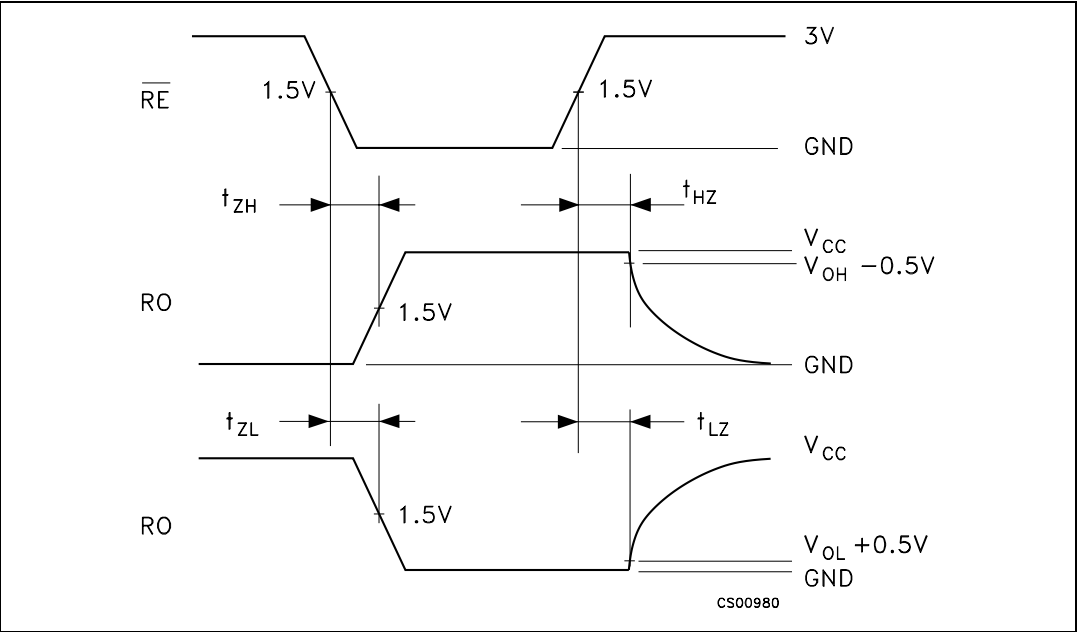 3V
1.5V
1.5V
RE
GND
tZH
tHZ
VCC
VOH -0.5V
RO
1.5V
GND
tZL
tLZ
VCC
1.5V
RO
VOL +0.5V
GND
CS00980